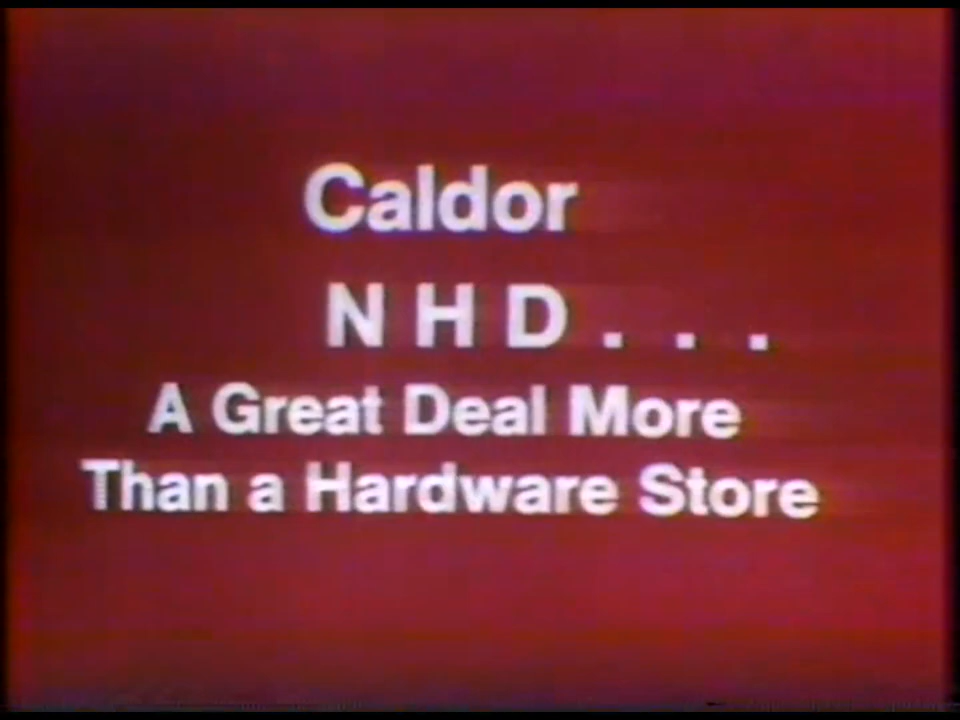 Caldor
N H D . . .
A Great Deal More
Than a Hardware Store